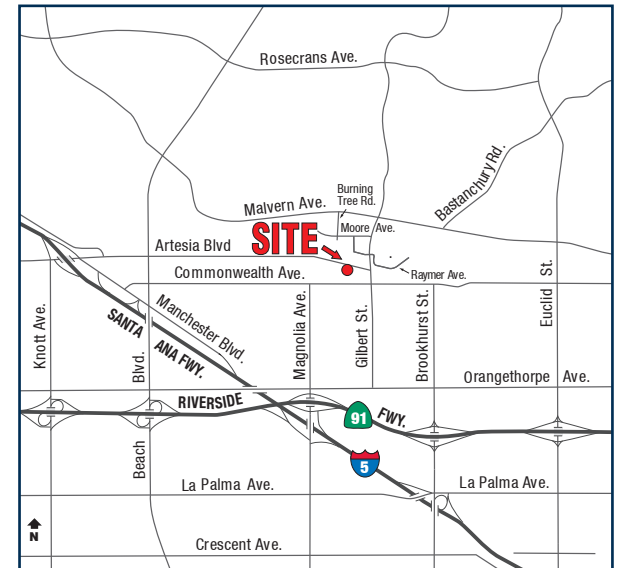 Rosecrans Ave.
Bastanchury Rd.
Burning
Tree Rd.
Malvern Ave.
Moore Ave.
SITE
Artesia Blvd
Commonwealth Ave.
Raymer Ave.
Knott Ave.
Beach Blvd.
Manchester Blvd.
SANTA ANA FWY.
Magnolia Ave.
Gilbert St.
Brookhurst St.
Euclid St.
Orangethorpe Ave.
RIVERSIDE FWY.
91
5
La Palma Ave.
La Palma Ave.
Crescent Ave.
N